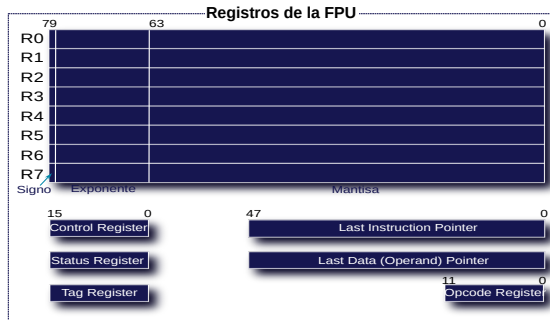 Registros de la FPU
79 63 0
R0
R1
R2
R3
R4
R5
R6
R7
Signo Exponente Mantisa
15 0 47 0
Control Register Last Instruction Pointer
Status Register Last Data (Operand) Pointer
11 0
Tag Register Opcode Register